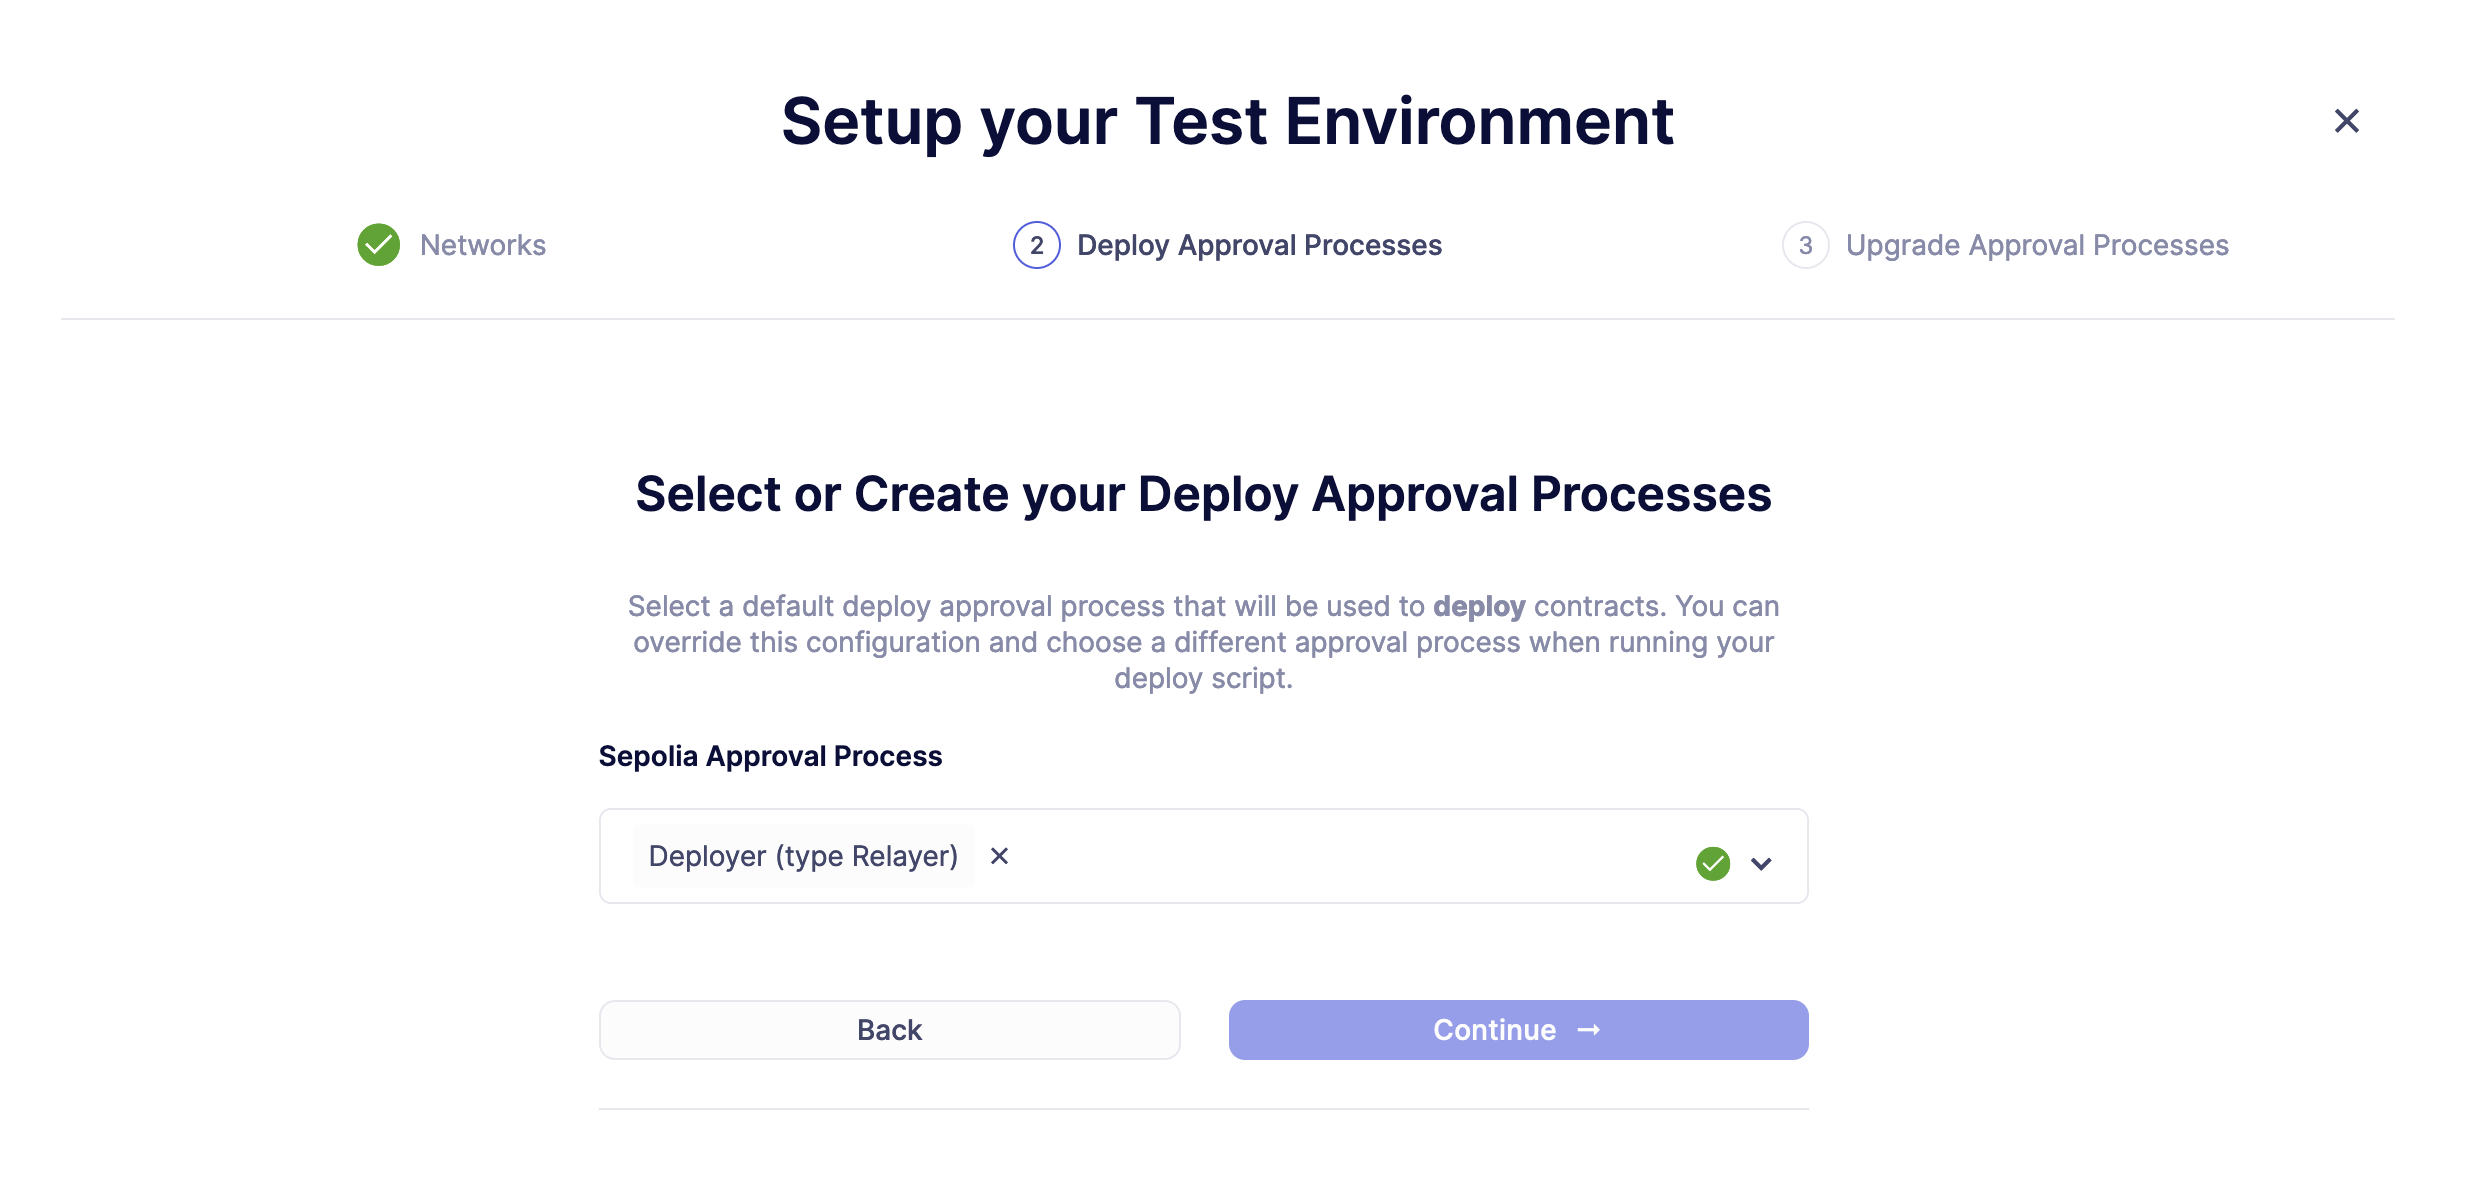 Setup your Test Environment
Networks
2 Deploy Approval Processes
3 Upgrade Approval Processes
Select or Create your Deploy Approval Processes
Select a default deploy approval process that will be used to deploy contracts. You can
override this configuration and choose a different approval process when running your
deploy script.
Sepolia Approval Process
Deployer (type Relayer)
Back
Continue →